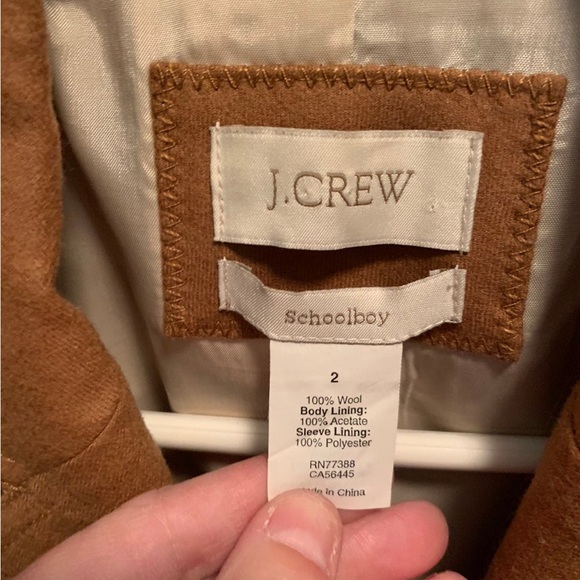 J.CREW
Schoolboy
2
100% Wool
Body Lining:
100% Acetate
Sleeve Lining:
100% Polyester
RN77388
CA56445
in China